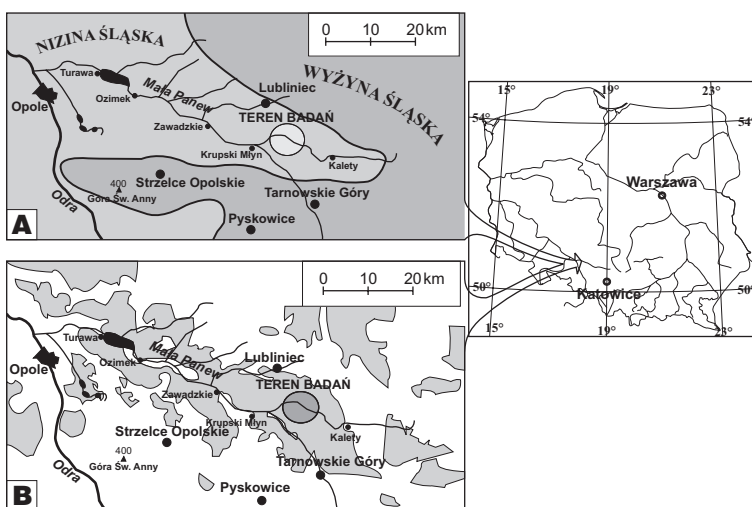 0 10 20 km
NIZINA ŚLĄSKA
WYŻYNA ŚLĄSKA
Turawa
Opole
Ozimek
Mała Panew
Lubliniec
Zawadzkie
TEREN BADAŃ
Krupski Młyn
Kalety
400
Strzelce Opolskie
Góra Św. Anny
Odra
Tarnowskie Góry
Pyskowice
A
0 10 20 km
Turawa
Opole
Ozimek
Mała Panew
Lubliniec
TEREN BADAŃ
Zawadzkie
Krupski Młyn
Kalety
Strzelce Opolskie
400
Góra Św. Anny
Odra
Tarnowskie Góry
Pyskowice
B
15° 19° 23°
54° 54°
Warszawa
50° 50°
Katowice
15° 19° 23°